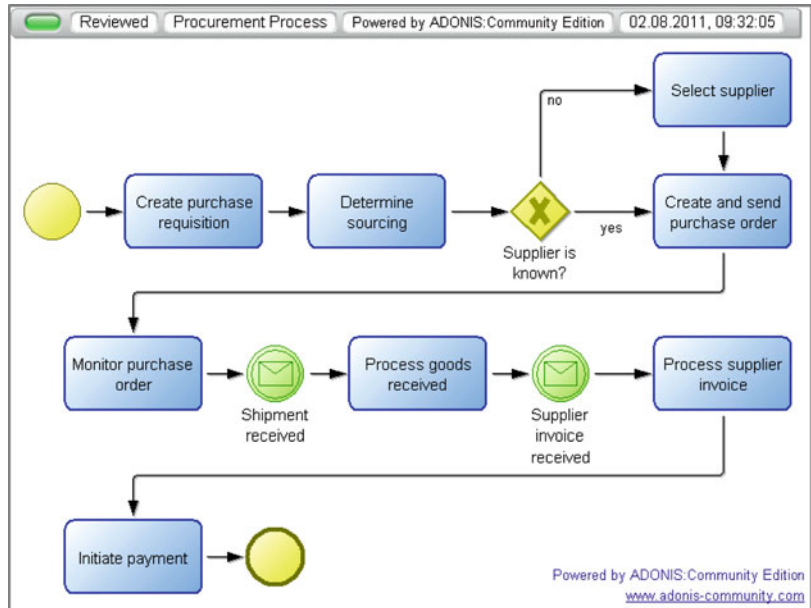 Reviewed Procurement Process Powered by ADONIS:Community Edition 02.08.2011, 09:32:05
no
Select supplier
Create purchase
requisition
Determine
sourcing
Supplier is
known?
yes
Create and send
purchase order
Monitor purchase
order
Shipment
received
Process goods
received
Supplier
invoice
received
Process supplier
invoice
Initiate payment
Powered by ADONIS:Community Edition
www.adonis-community.com